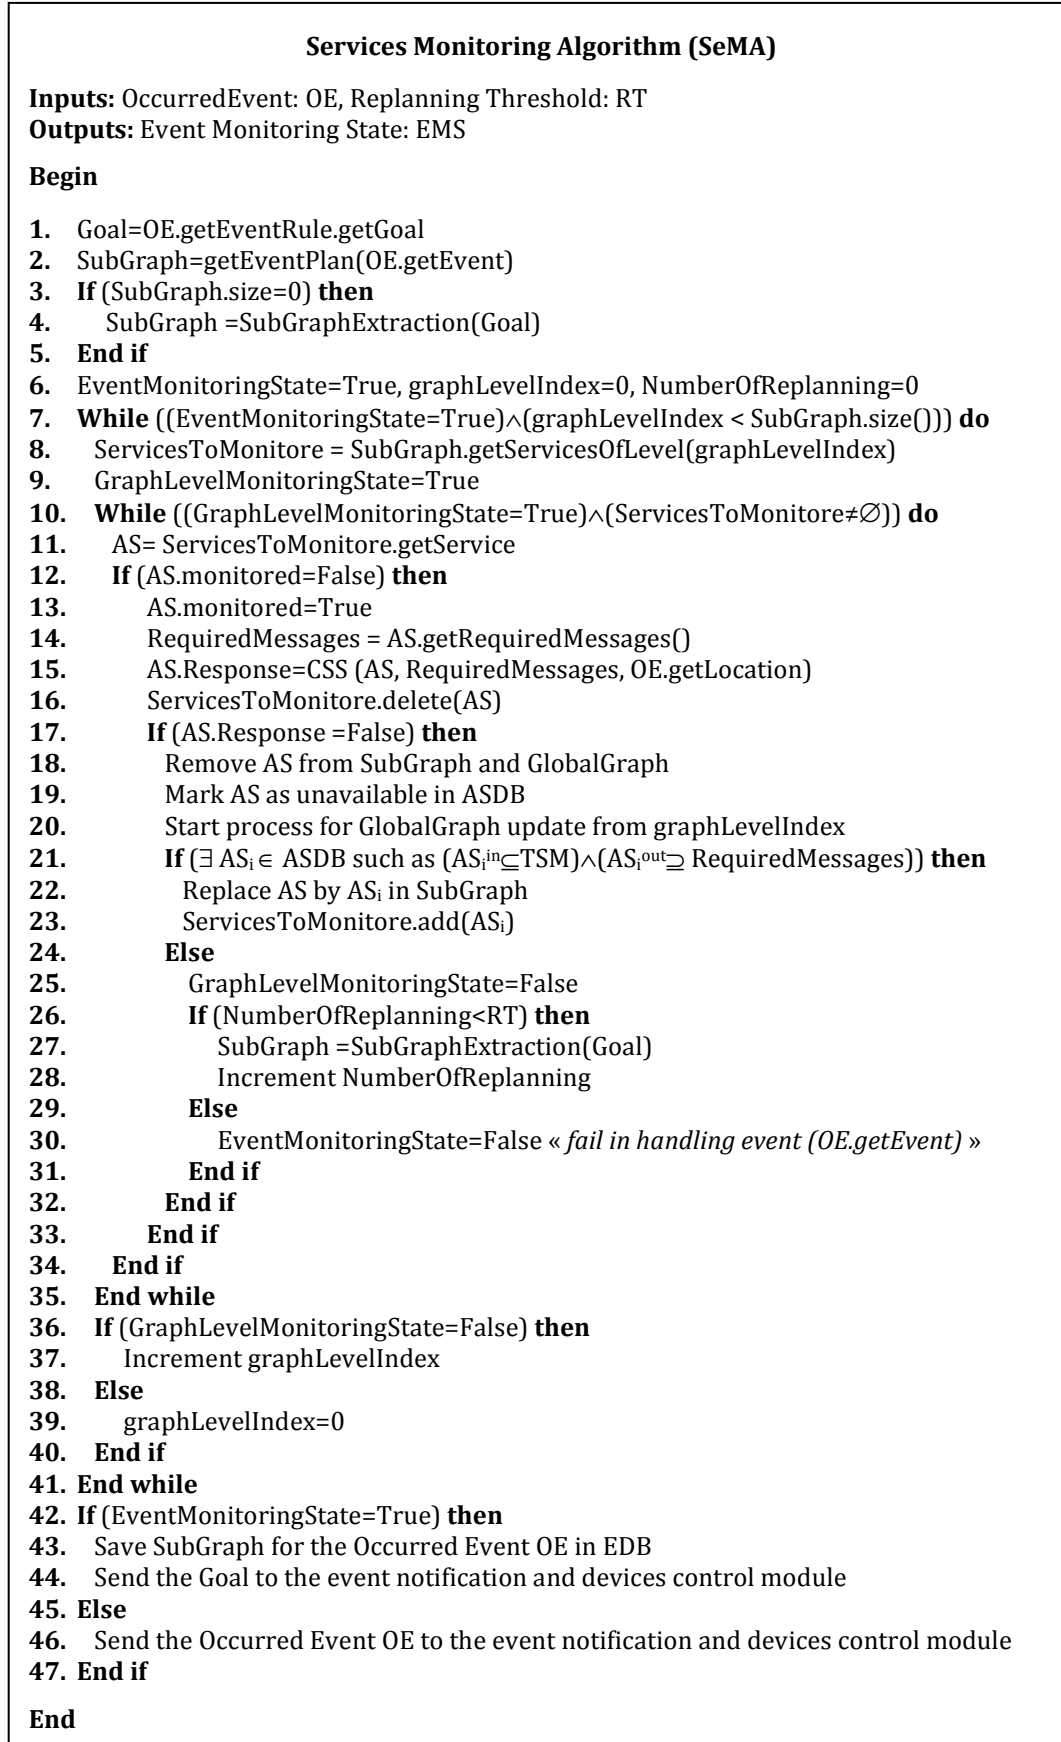 Services Monitoring Algorithm (SeMA)
Inputs: OccurredEvent: OE, Replanning Threshold: RT
Outputs: Event Monitoring State: EMS
Begin
1. Goal=OE.getEventRule.getGoal
2. SubGraph=getEventPlan(OE.getEvent)
3. If (SubGraph.size=0) then
4. SubGraph =SubGraphExtraction(Goal)
5. End if
6. EventMonitoringState=True, graphLevelIndex=0, NumberOfReplanning=0
7. While ((EventMonitoringState=True)∧(graphLevelIndex < SubGraph.size())) do
8. ServicesToMonitore = SubGraph.getServicesOfLevel(graphLevelIndex)
9. GraphLevelMonitoringState=True
10. While ((GraphLevelMonitoringState=True)∧(ServicesToMonitore≠∅)) do
11. AS= ServicesToMonitore.getService
12. If (AS.monitored=False) then
13. AS.monitored=True
14. RequiredMessages = AS.getRequiredMessages()
15. AS.Response=CSS (AS, RequiredMessages, OE.getLocation)
16. ServicesToMonitore.delete(AS)
17. If (AS.Response =False) then
18. Remove AS from SubGraph and GlobalGraph
19. Mark AS as unavailable in ASDB
20. Start process for GlobalGraph update from graphLevelIndex
21. If (∃ ASᵢ ∈ ASDB such as (ASᵢⁱⁿ⊆TSM)∧(ASᵢᵒᵘᵗ⊇ RequiredMessages)) then
22. Replace AS by ASᵢ in SubGraph
23. ServicesToMonitore.add(ASᵢ)
24. Else
25. GraphLevelMonitoringState=False
26. If (NumberOfReplanning<RT) then
27. SubGraph =SubGraphExtraction(Goal)
28. Increment NumberOfReplanning
29. Else
30. EventMonitoringState=False « fail in handling event (OE.getEvent) »
31. End if
32. End if
33. End if
34. End if
35. End while
36. If (GraphLevelMonitoringState=False) then
37. Increment graphLevelIndex
38. Else
39. graphLevelIndex=0
40. End if
41. End while
42. If (EventMonitoringState=True) then
43. Save SubGraph for the Occurred Event OE in EDB
44. Send the Goal to the event notification and devices control module
45. Else
46. Send the Occurred Event OE to the event notification and devices control module
47. End if
End